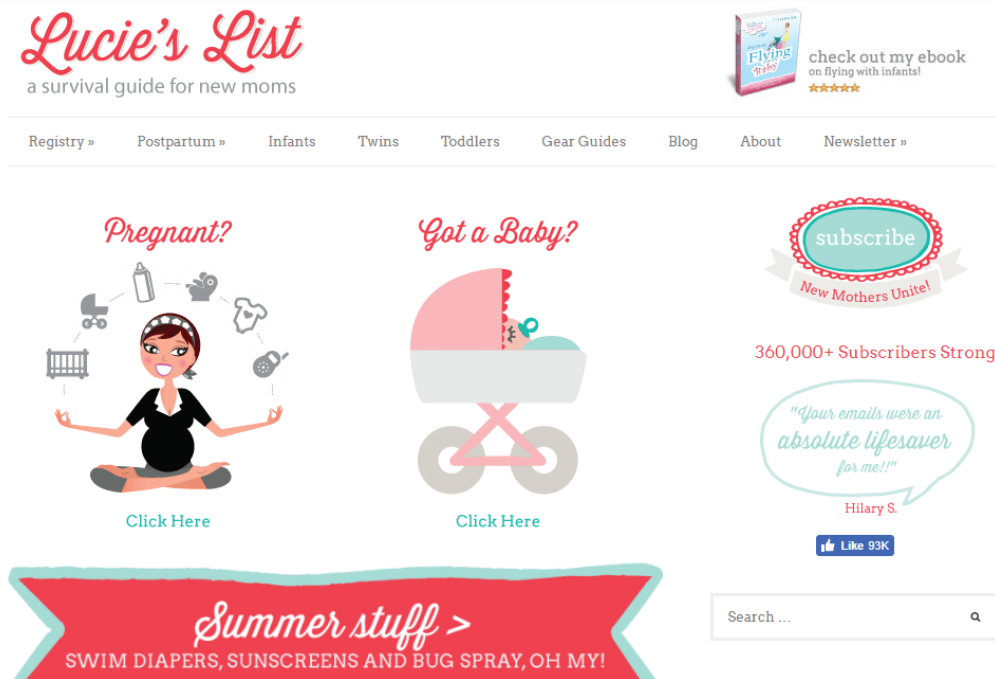 Lucie's List
a survival guide for new moms
Flying
Baby
check out my ebook
on flying with infants!
Registry »
Postpartum »
Infants
Twins
Toddlers
Gear Guides
Blog
About
Newsletter »
Pregnant?
Click Here
Got a Baby?
Click Here
Summer stuff >
SWIM DIAPERS, SUNSCREENS AND BUG SPRAY, OH MY!
subscribe
New Mothers Unite!
360,000+ Subscribers Strong
"Your emails were an
absolute lifesaver
for me!!"
Hilary S.
Like 93K
Search ...